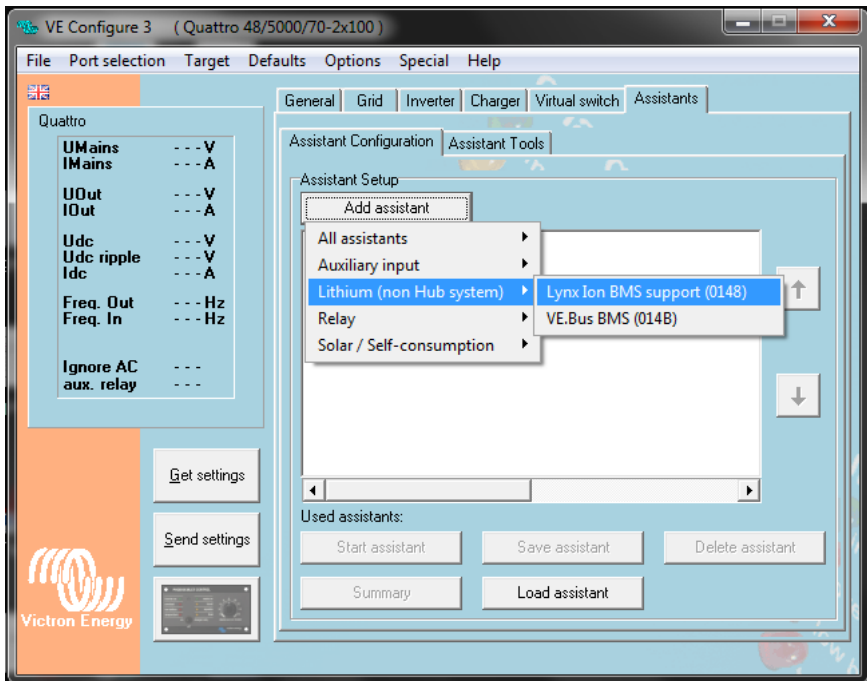 VE Configure 3 ( Quattro 48/5000/70-2x100 )
File Port selection Target Defaults Options Special Help
General Grid Inverter Charger Virtual switch Assistants
Quattro
UMains - - - V
IMains - - - A
UOut - - - V
IOut - - - A
Udc - - - V
Udc ripple - - - V
Idc - - - A
Freq. Out - - - Hz
Freq. In - - - Hz
Ignore AC - - -
aux. relay - - -
Get settings
Send settings
Victron Energy
Assistant Configuration Assistant Tools
Assistant Setup
Add assistant
All assistants
Auxiliary input
Lithium (non Hub system)
Relay
Solar / Self-consumption
Lynx Ion BMS support (0148)
VE.Bus BMS (014B)
Used assistants:
Start assistant Save assistant Delete assistant
Summary Load assistant